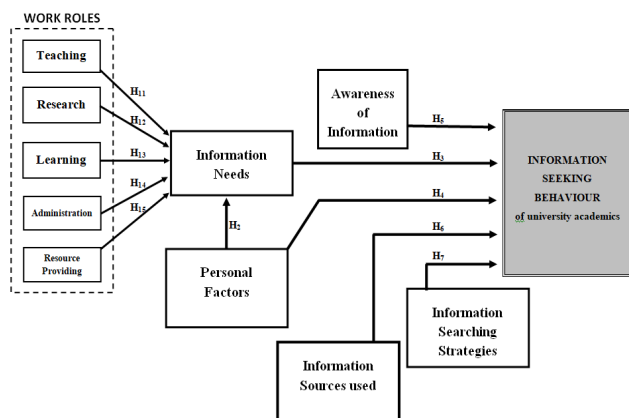 WORK ROLES
Teaching
Research
Learning
Administration
Resource
Providing
H11
H12
H13
H14
H15
Information
Needs
H2
Personal
Factors
Awareness
of
Information
H5
H3
H4
H6
H7
Information
Searching
Strategies
Information
Sources used
INFORMATION
SEEKING
BEHAVIOUR
of university academics